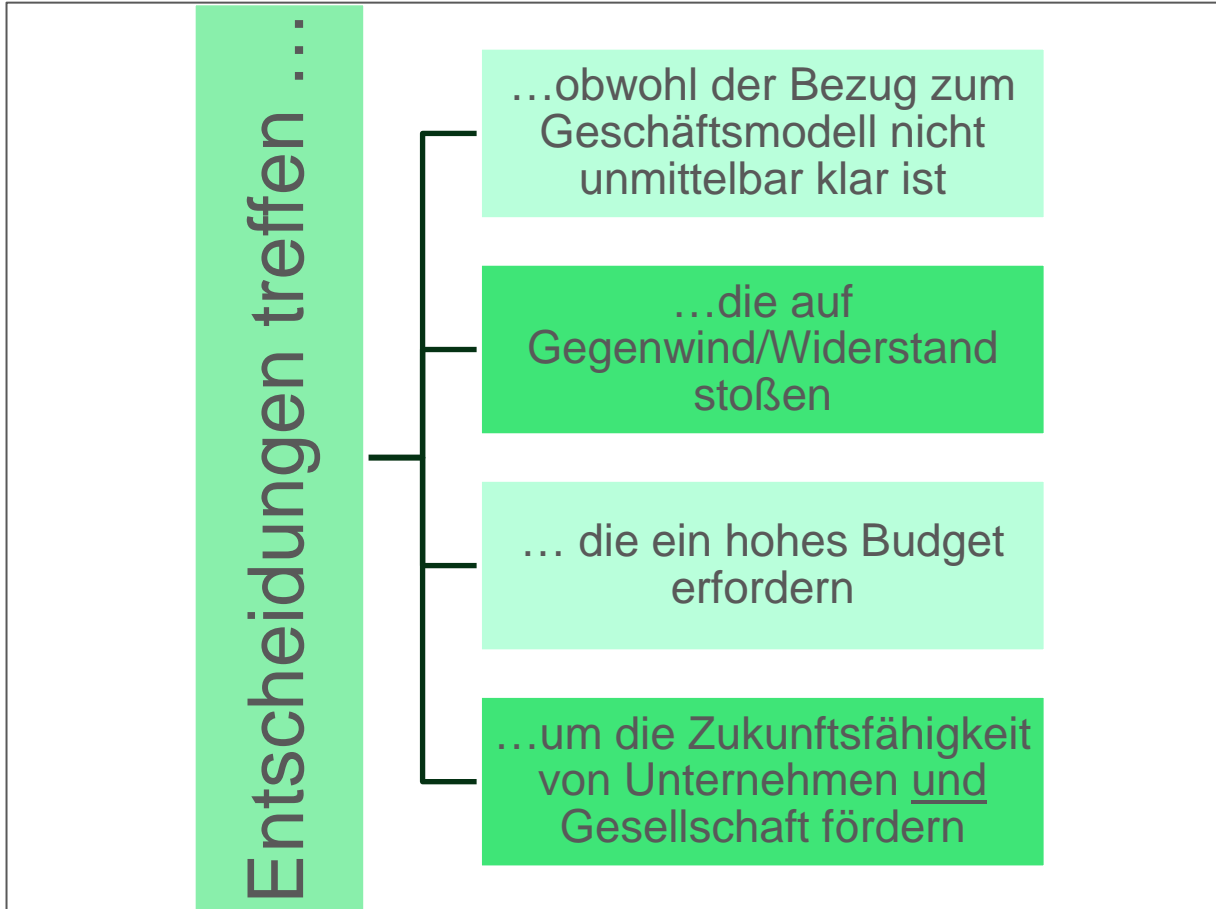 Entscheidungen treffen …
…obwohl der Bezug zum
Geschäftsmodell nicht
unmittelbar klar ist
…die auf
Gegenwind/Widerstand
stoßen
… die ein hohes Budget
erfordern
…um die Zukunftsfähigkeit
von Unternehmen und
Gesellschaft fördern